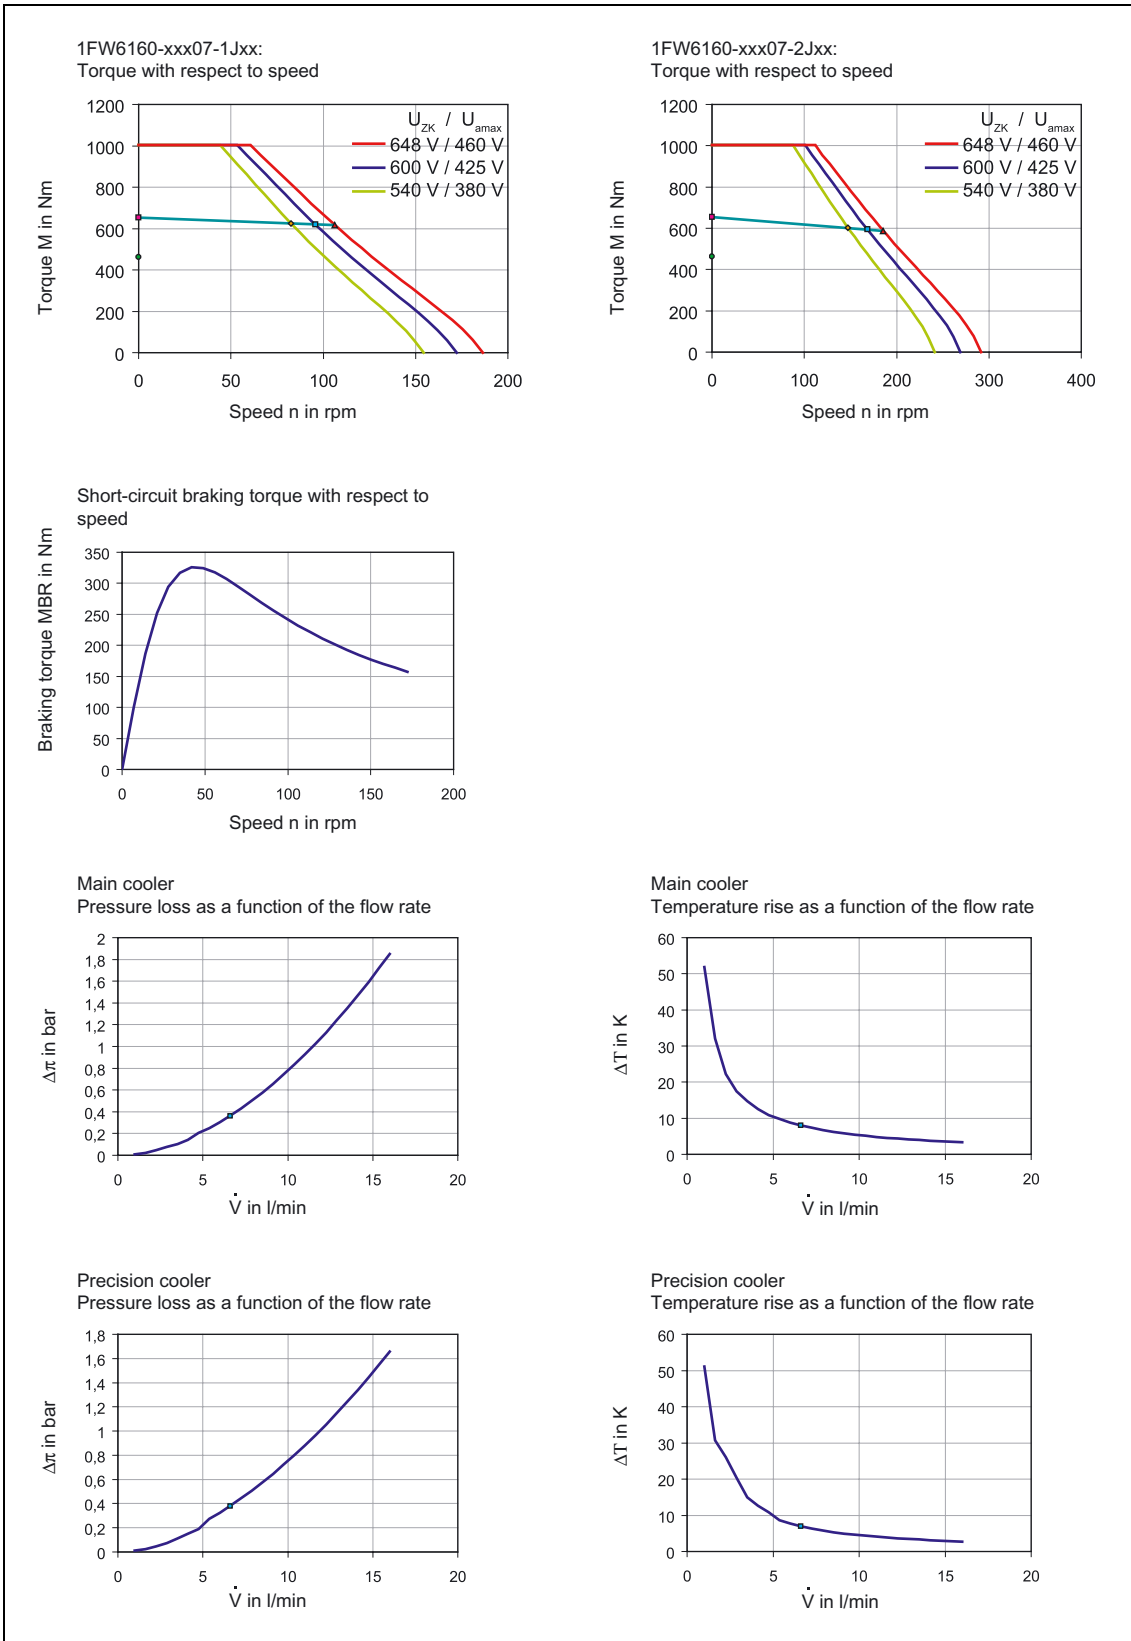 1FW6160-xxx07-1Jxx:
Torque with respect to speed
Torque M in Nm
1200
1000
800
600
400
200
0
0 50 100 150 200
Speed n in rpm
U_ZK / U_amax
648 V / 460 V
600 V / 425 V
540 V / 380 V
1FW6160-xxx07-2Jxx:
Torque with respect to speed
Torque M in Nm
1200
1000
800
600
400
200
0
0 100 200 300 400
Speed n in rpm
U_ZK / U_amax
648 V / 460 V
600 V / 425 V
540 V / 380 V
Short-circuit braking torque with respect to
speed
Braking torque MBR in Nm
350
300
250
200
150
100
50
0
0 50 100 150 200
Speed n in rpm
Main cooler
Pressure loss as a function of the flow rate
Δπ in bar
2
1,8
1,6
1,4
1,2
1
0,8
0,6
0,4
0,2
0
0 5 10 15 20
V̇ in l/min
Main cooler
Temperature rise as a function of the flow rate
ΔT in K
60
50
40
30
20
10
0
0 5 10 15 20
V̇ in l/min
Precision cooler
Pressure loss as a function of the flow rate
Δπ in bar
1,8
1,6
1,4
1,2
1
0,8
0,6
0,4
0,2
0
0 5 10 15 20
V̇ in l/min
Precision cooler
Temperature rise as a function of the flow rate
ΔT in K
60
50
40
30
20
10
0
0 5 10 15 20
V̇ in l/min